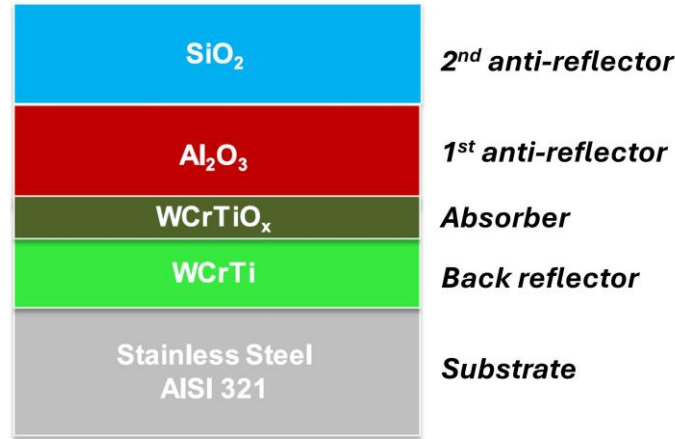 SiO₂
2nd anti-reflector
Al₂O₃
1st anti-reflector
WCrTiOₓ
Absorber
WCrTi
Back reflector
Stainless Steel
AISI 321
Substrate